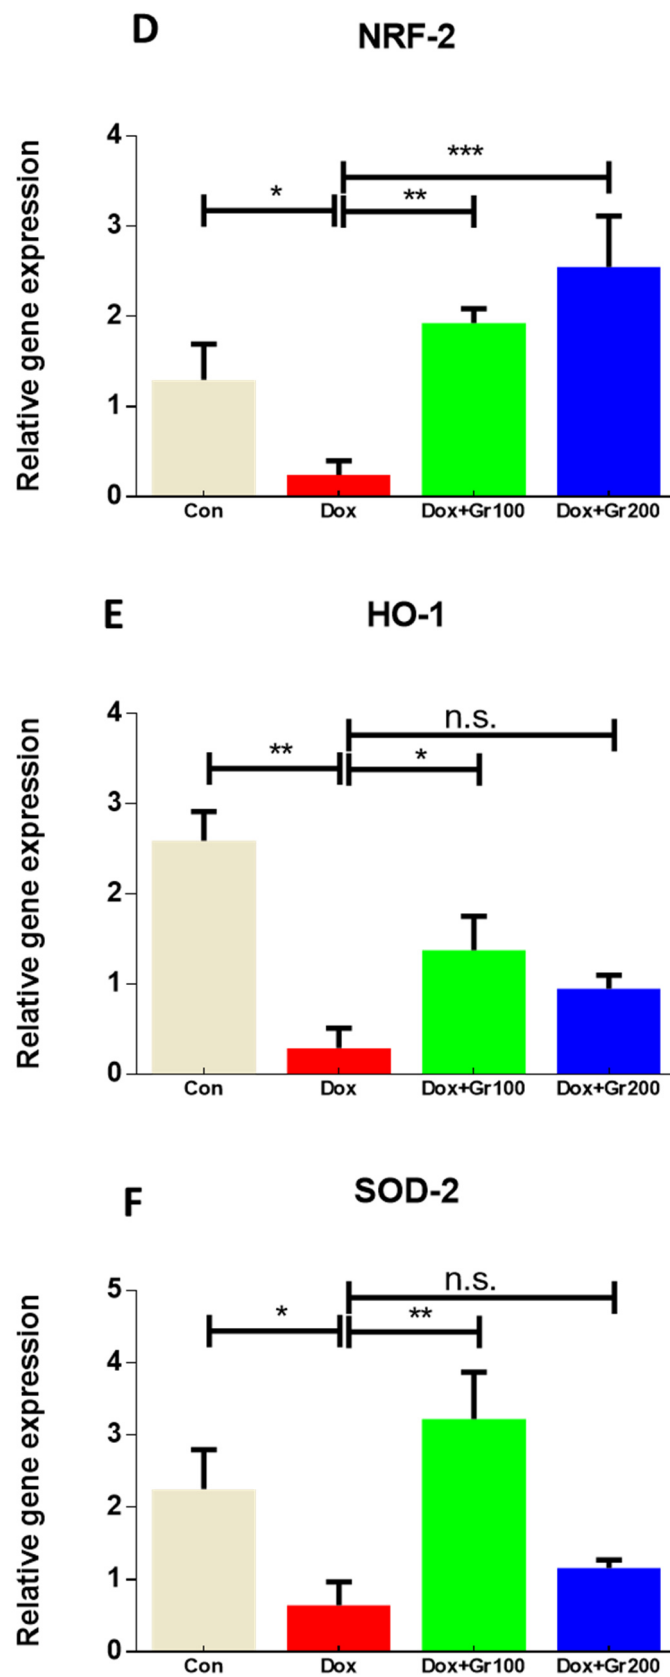 D
NRF-2
Relative gene expression
4
3
2
1
0
***
*
**
Con
Dox
Dox+Gr100
Dox+Gr200
E
HO-1
Relative gene expression
4
3
2
1
0
n.s.
**
*
Con
Dox
Dox+Gr100
Dox+Gr200
F
SOD-2
Relative gene expression
5
4
3
2
1
0
n.s.
*
**
Con
Dox
Dox+Gr100
Dox+Gr200